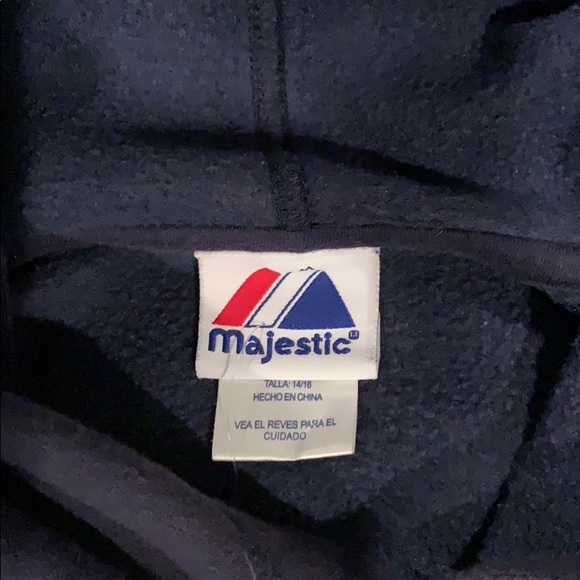 majestic
TALLA: 14/16
HECHO EN CHINA
VEA EL REVES PARA EL
CUIDADO